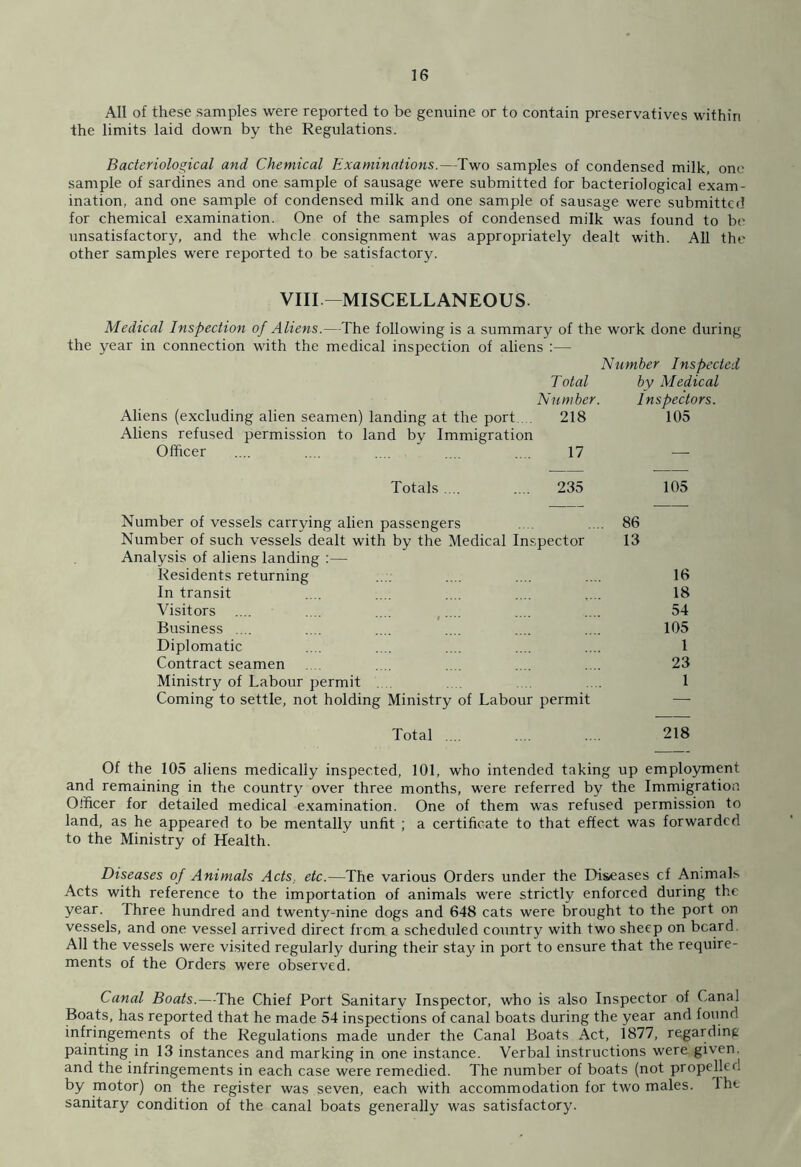 16
All of these samples were reported to be genuine or to contain preservatives within
the limits laid down by the Regulations.
Bacteriological and Chemical Examinations.—Two samples of condensed milk, one
sample of sardines and one sample of sausage were submitted for bacteriological exam-
ination, and one sample of condensed milk and one sample of sausage were submitted
for chemical examination. One of the samples of condensed milk was found to be
unsatisfactory, and the whole consignment was appropriately dealt with. All the
other samples were reported to be satisfactory.
VIII.—MISCELLANEOUS.
Medical Inspection of Aliens.—The following is a summary of the work done during
the year in connection with the medical inspection of aliens :—
Number Inspected
Total by Medical
Number. Inspectors.
Aliens (excluding alien seamen) landing at the port .... 218 105
Aliens refused permission to land by Immigration
Officer .... .... .... .... .... 17 —
Totals .... .... 235 105
Number of vessels carrying alien passengers .... .... 86
Number of such vessels dealt with by the Medical Inspector 13
Analysis of aliens landing :—
Residents returning .... .... .... .... 16
In transit .... .... .... .... .... 18
Visitors .... .... .... .... .... .... 54
Business .... .... .... .... .... .... 105
Diplomatic .... .... .... .... .... 1
Contract seamen .... .... .... .... .... 23
Ministry of Labour permit .... .... .... .... 1
Coming to settle, not holding Ministry of Labour permit —
Total .... .... .... 218
Of the 105 aliens medically inspected, 101, who intended taking up employment
and remaining in the country over three months, were referred by the Immigration
Officer for detailed medical examination. One of them was refused permission to
land, as he appeared to be mentally unfit ; a certificate to that effect was forwarded
to the Ministry of Health.
Diseases of Animals Acts, etc.—The various Orders under the Diseases cf Animals
Acts with reference to the importation of animals were strictly enforced during the
year. Three hundred and twenty-nine dogs and 648 cats were brought to the port on
vessels, and one vessel arrived direct from a scheduled country with two sheep on board.
All the vessels were visited regularly during their stay in port to ensure that the require-
ments of the Orders were observed.
Canal Boats.—The Chief Port Sanitary Inspector, who is also Inspector of Canal
Boats, has reported that he made 54 inspections of canal boats during the year and found
infringements of the Regulations made under the Canal Boats Act, 1877, regarding
painting in 13 instances and marking in one instance. Verbal instructions were given,
and the infringements in each case were remedied. The number of boats (not propelled
by motor) on the register was seven, each with accommodation for two males. The
sanitary condition of the canal boats generally was satisfactory.